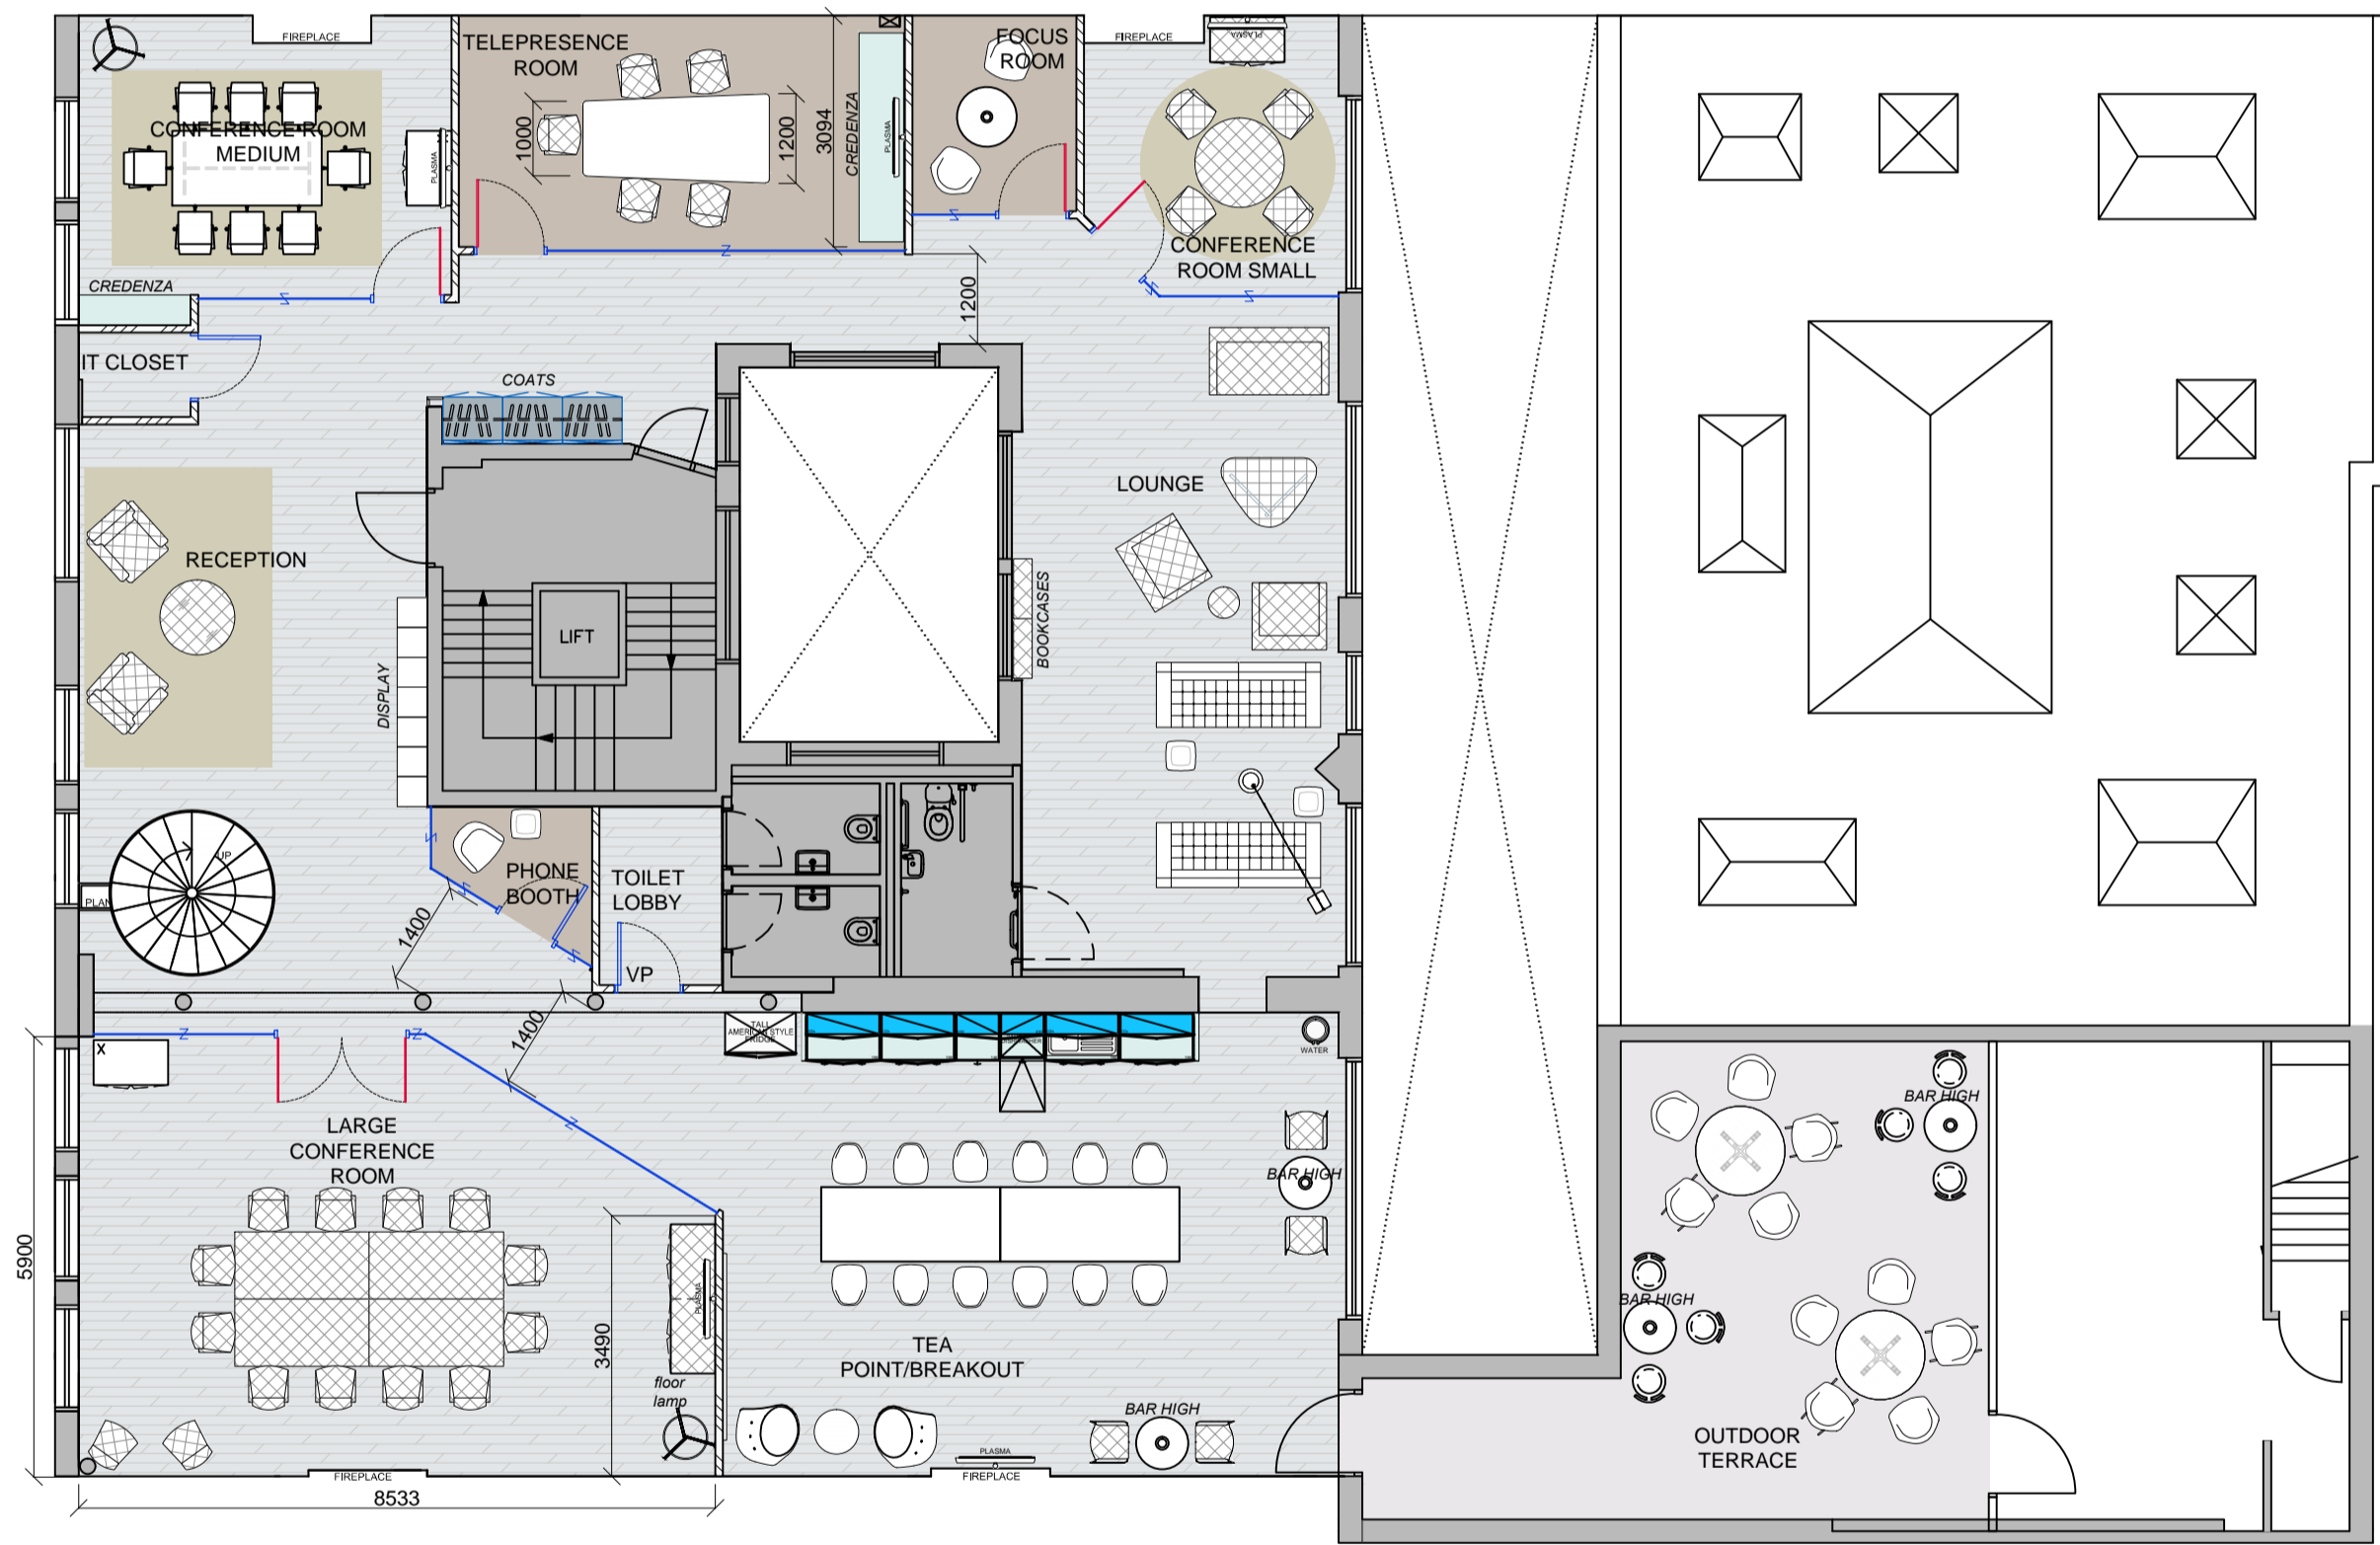 FIREPLACE
TELEPRESENCE
ROOM
3094
FOCUS
ROOM
FIREPLACE
PLASMA
CONFERENCE ROOM
MEDIUM
PLASMA
1000
1200
CREDENZA
PLASMA
CONFERENCE
ROOM SMALL
CREDENZA
1200
IT CLOSET
COATS
LOUNGE
RECEPTION
BOOKCASES
LIFT
DISPLAY
UP
PLAN
PHONE
BOOTH
TOILET
LOBBY
1400
VP
1400
TALL
AMERICAN STYLE
FRIDGE
WATER
X
LARGE
CONFERENCE
ROOM
BAR HIGH
BAR HIGH
5900
3490
PLASMA
BAR HIGH
TEA
POINT/BREAKOUT
floor
lamp
BAR HIGH
OUTDOOR
TERRACE
PLASMA
FIREPLACE
FIREPLACE
8533